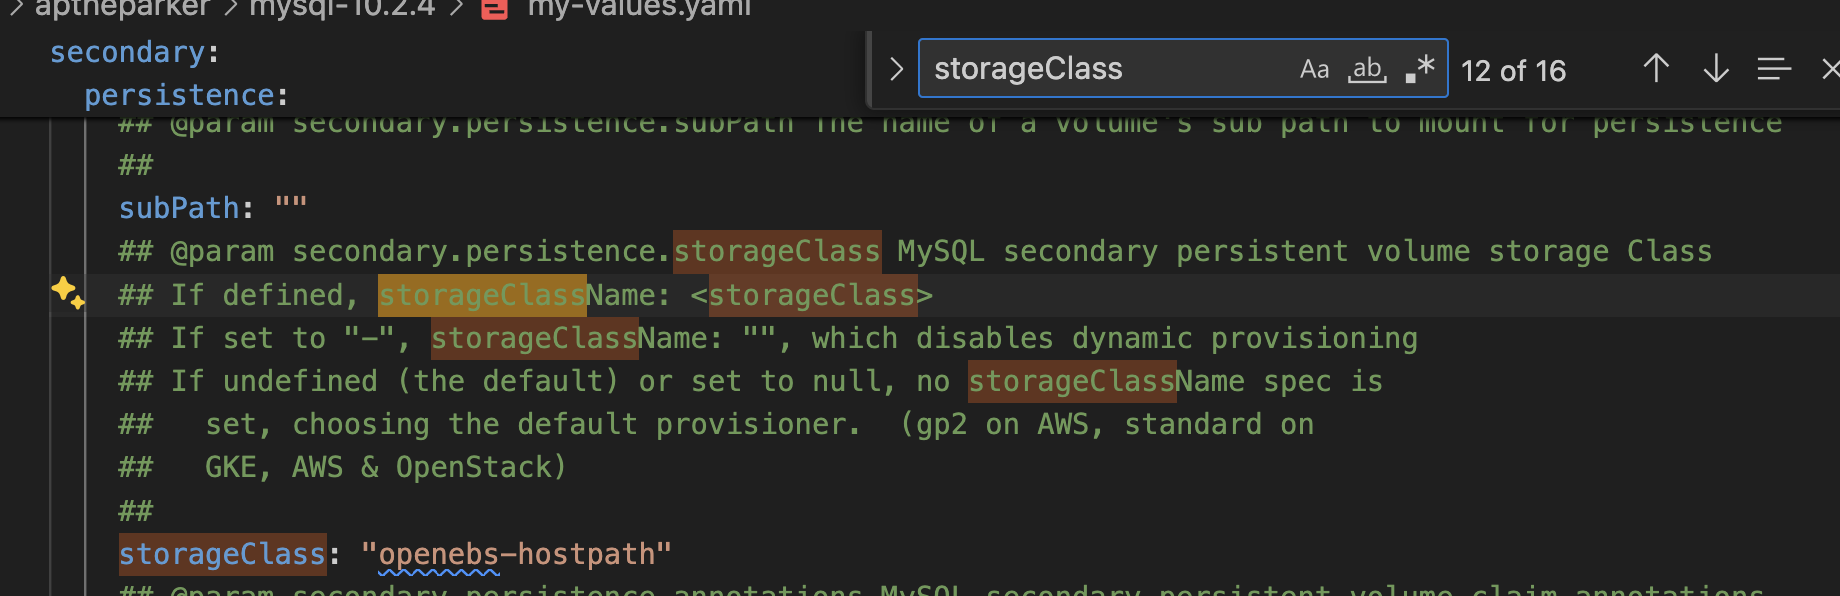 > aptheparker > mysql-10.2.4 > my-values.yaml
secondary:
persistence:
storageClass Aa ab .* 12 of 16
## @param secondary.persistence.subPath The name of a volume's sub path to mount for persistence
##
subPath: ""
## @param secondary.persistence.storageClass MySQL secondary persistent volume storage Class
## If defined, storageClassName: <storageClass>
## If set to "-", storageClassName: "", which disables dynamic provisioning
## If undefined (the default) or set to null, no storageClassName spec is
##   set, choosing the default provisioner.  (gp2 on AWS, standard on
##   GKE, AWS & OpenStack)
##
storageClass: "openebs-hostpath"
## @param secondary.persistence.annotations MySQL secondary persistent volume claim annotations